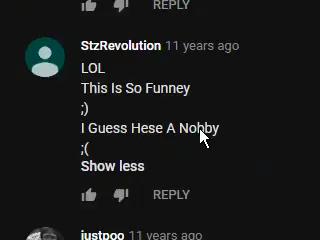 REPLY
StzRevolution 11 years ago
LOL
This Is So Funney
;)
I Guess Hese A Nobby
;(
Show less
REPLY
justpoo 11 years ago